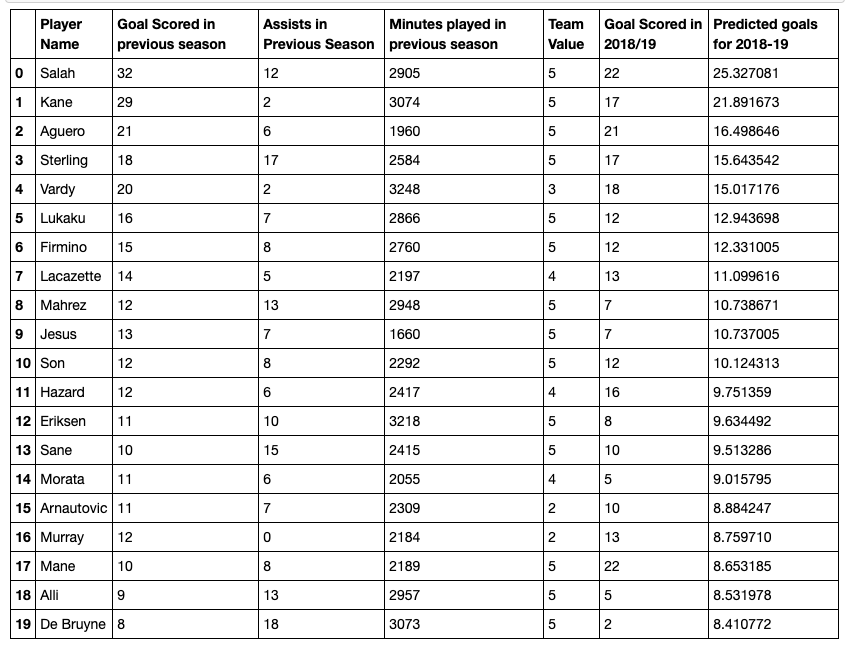 Player Name Goal Scored in previous season Assists in Previous Season Minutes played in previous season Team Value Goal Scored in 2018/19 Predicted goals for 2018-19
0 Salah 32 12 2905 5 22 25.327081
1 Kane 29 2 3074 5 17 21.891673
2 Aguero 21 6 1960 5 21 16.498646
3 Sterling 18 17 2584 5 17 15.643542
4 Vardy 20 2 3248 3 18 15.017176
5 Lukaku 16 7 2866 5 12 12.943698
6 Firmino 15 8 2760 5 12 12.331005
7 Lacazette 14 5 2197 4 13 11.099616
8 Mahrez 12 13 2948 5 7 10.738671
9 Jesus 13 7 1660 5 7 10.737005
10 Son 12 8 2292 5 12 10.124313
11 Hazard 12 6 2417 4 16 9.751359
12 Eriksen 11 10 3218 5 8 9.634492
13 Sane 10 15 2415 5 10 9.513286
14 Morata 11 6 2055 4 5 9.015795
15 Arnautovic 11 7 2309 2 10 8.884247
16 Murray 12 0 2184 2 13 8.759710
17 Mane 10 8 2189 5 22 8.653185
18 Alli 9 13 2957 5 5 8.531978
19 De Bruyne 8 18 3073 5 2 8.410772